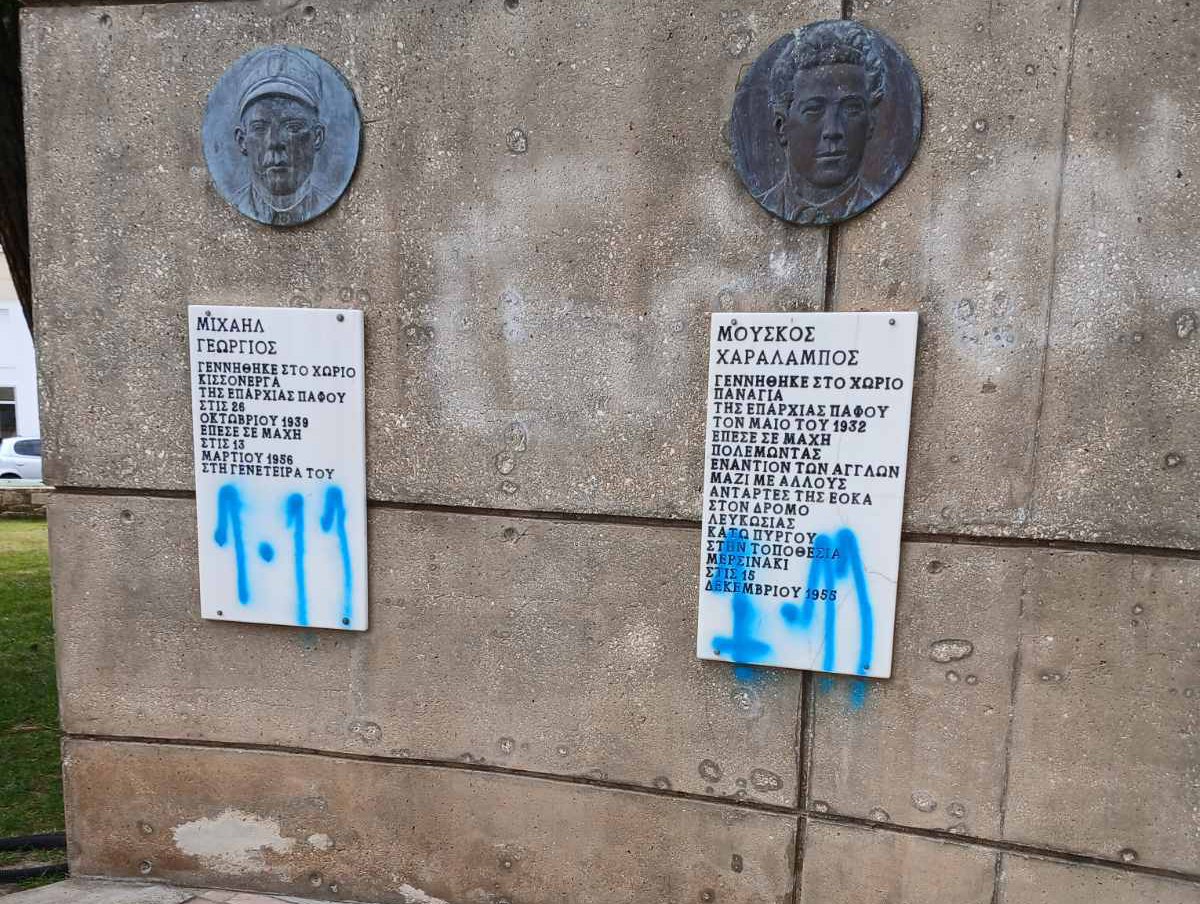 ΜΙΧΑΗΛ
ΓΕΩΡΓΙΟΣ
ΓΕΝΝΗΘΗΚΕ ΣΤΟ ΧΩΡΙΟ
ΚΙΣΣΟΝΕΡΓΑ
ΤΗΣ ΕΠΑΡΧΙΑΣ ΠΑΦΟΥ
ΣΤΙΣ 26
ΟΚΤΩΒΡΙΟΥ 1939
ΕΠΕΣΕ ΣΕ ΜΑΧΗ
ΣΤΙΣ 13
ΜΑΡΤΙΟΥ 1956
ΣΤΗ ΓΕΝΕΤΕΙΡΑ ΤΟΥ
1.11
ΜΟΥΣΚΟΣ
ΧΑΡΑΛΑΜΠΟΣ
ΓΕΝΝΗΘΗΚΕ ΣΤΟ ΧΩΡΙΟ
ΠΑΝΑΓΙΑ
ΤΗΣ ΕΠΑΡΧΙΑΣ ΠΑΦΟΥ
ΤΟΝ ΜΑΙΟ ΤΟΥ 1932
ΕΠΕΣΕ ΣΕ ΜΑΧΗ
ΠΟΛΕΜΩΝΤΑΣ
ΕΝΑΝΤΙΟΝ ΤΩΝ ΑΓΓΛΩΝ
ΜΑΖΙ ΜΕ ΑΛΛΟΥΣ
ΑΝΤΑΡΤΕΣ ΤΗΣ ΕΟΚΑ
ΣΤΟΝ ΔΡΟΜΟ
ΛΕΥΚΩΣΙΑΣ
ΚΑΤΩ ΠΥΡΓΟΥ
ΣΤΗΝ ΤΟΠΟΘΕΣΙΑ
ΜΕΡΣΙΝΑΚΙ
ΣΤΙΣ 15
ΔΕΚΕΜΒΡΙΟΥ 1955
1.11